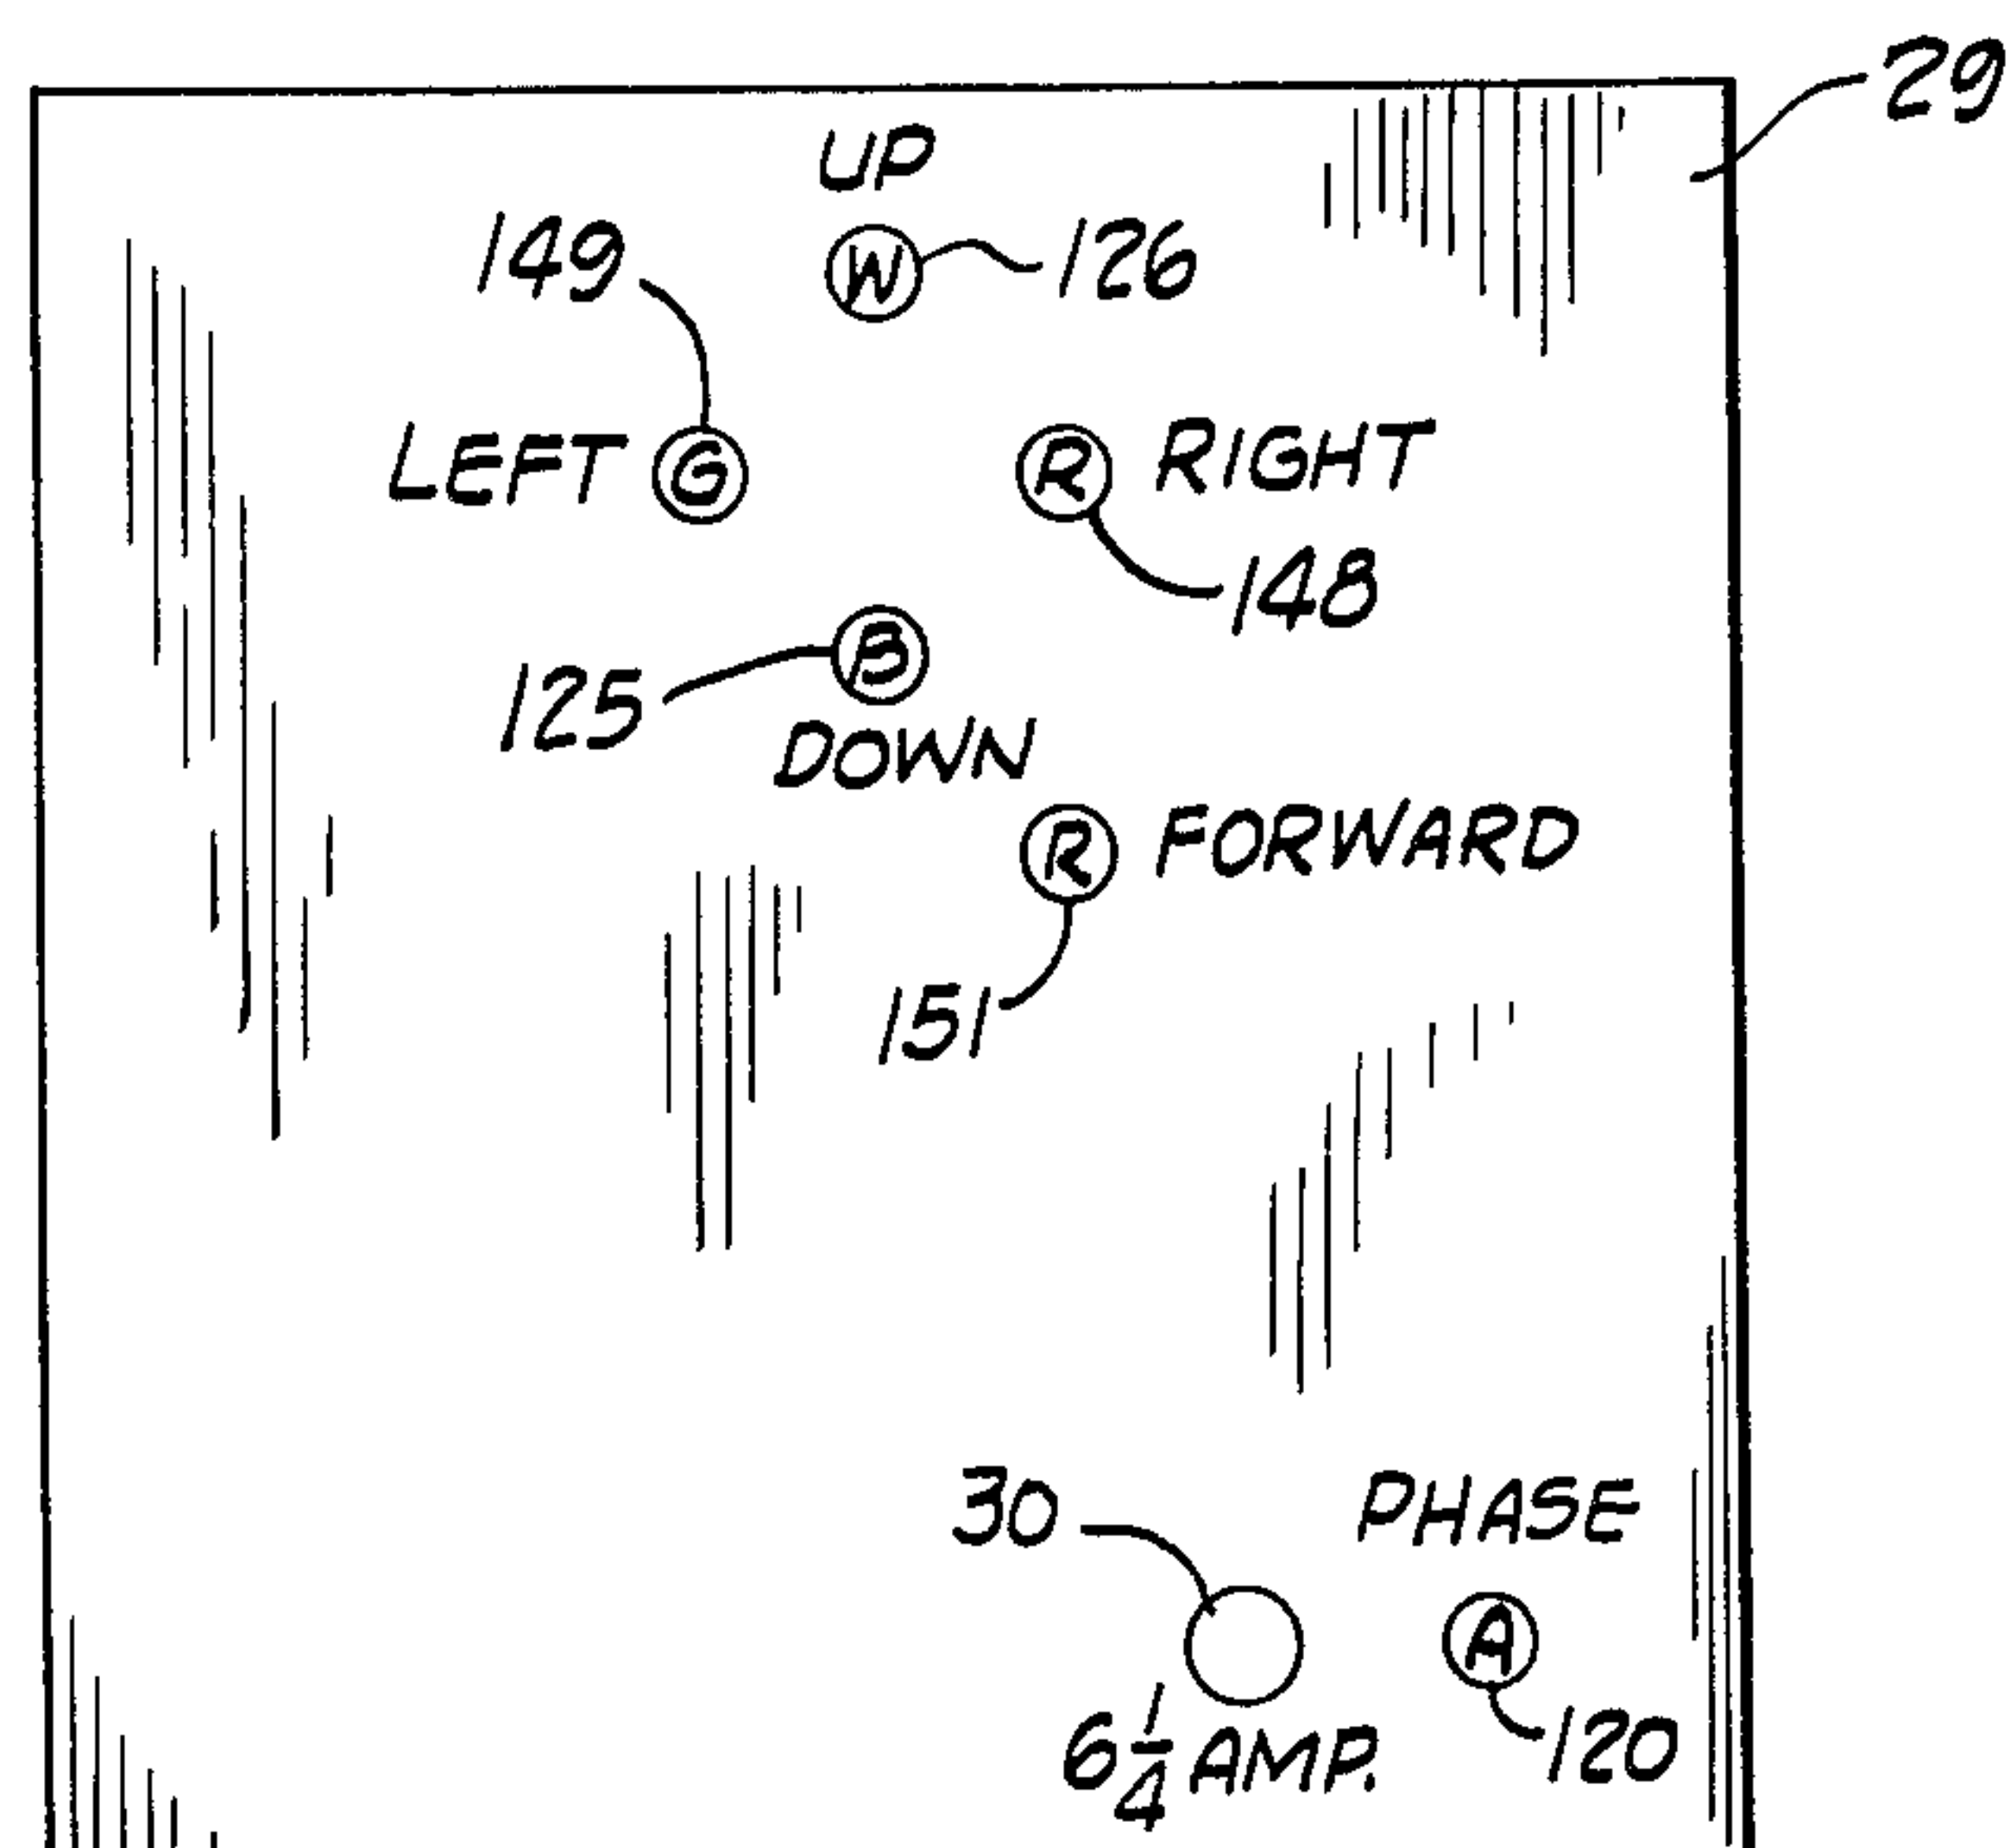 29
UP
149
W 126
LEFT G
R RIGHT
148
B
125
DOWN
R FORWARD
151
30
PHASE
A
6 1/4 AMP.
120